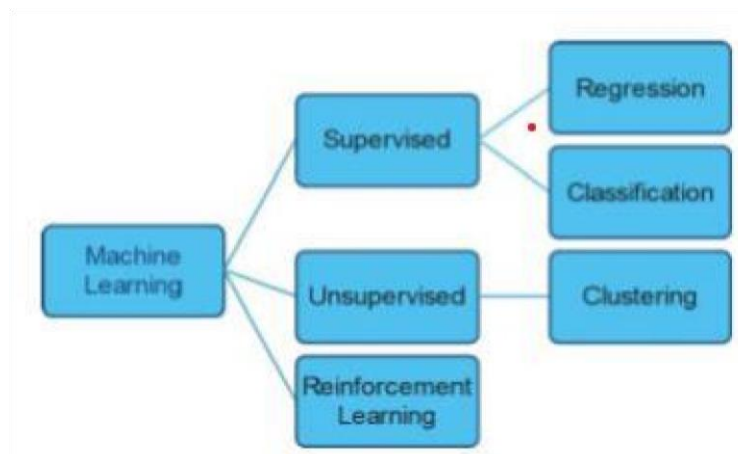 Machine
Learning
Supervised
Regression
Classification
Unsupervised
Clustering
Reinforcement
Learning